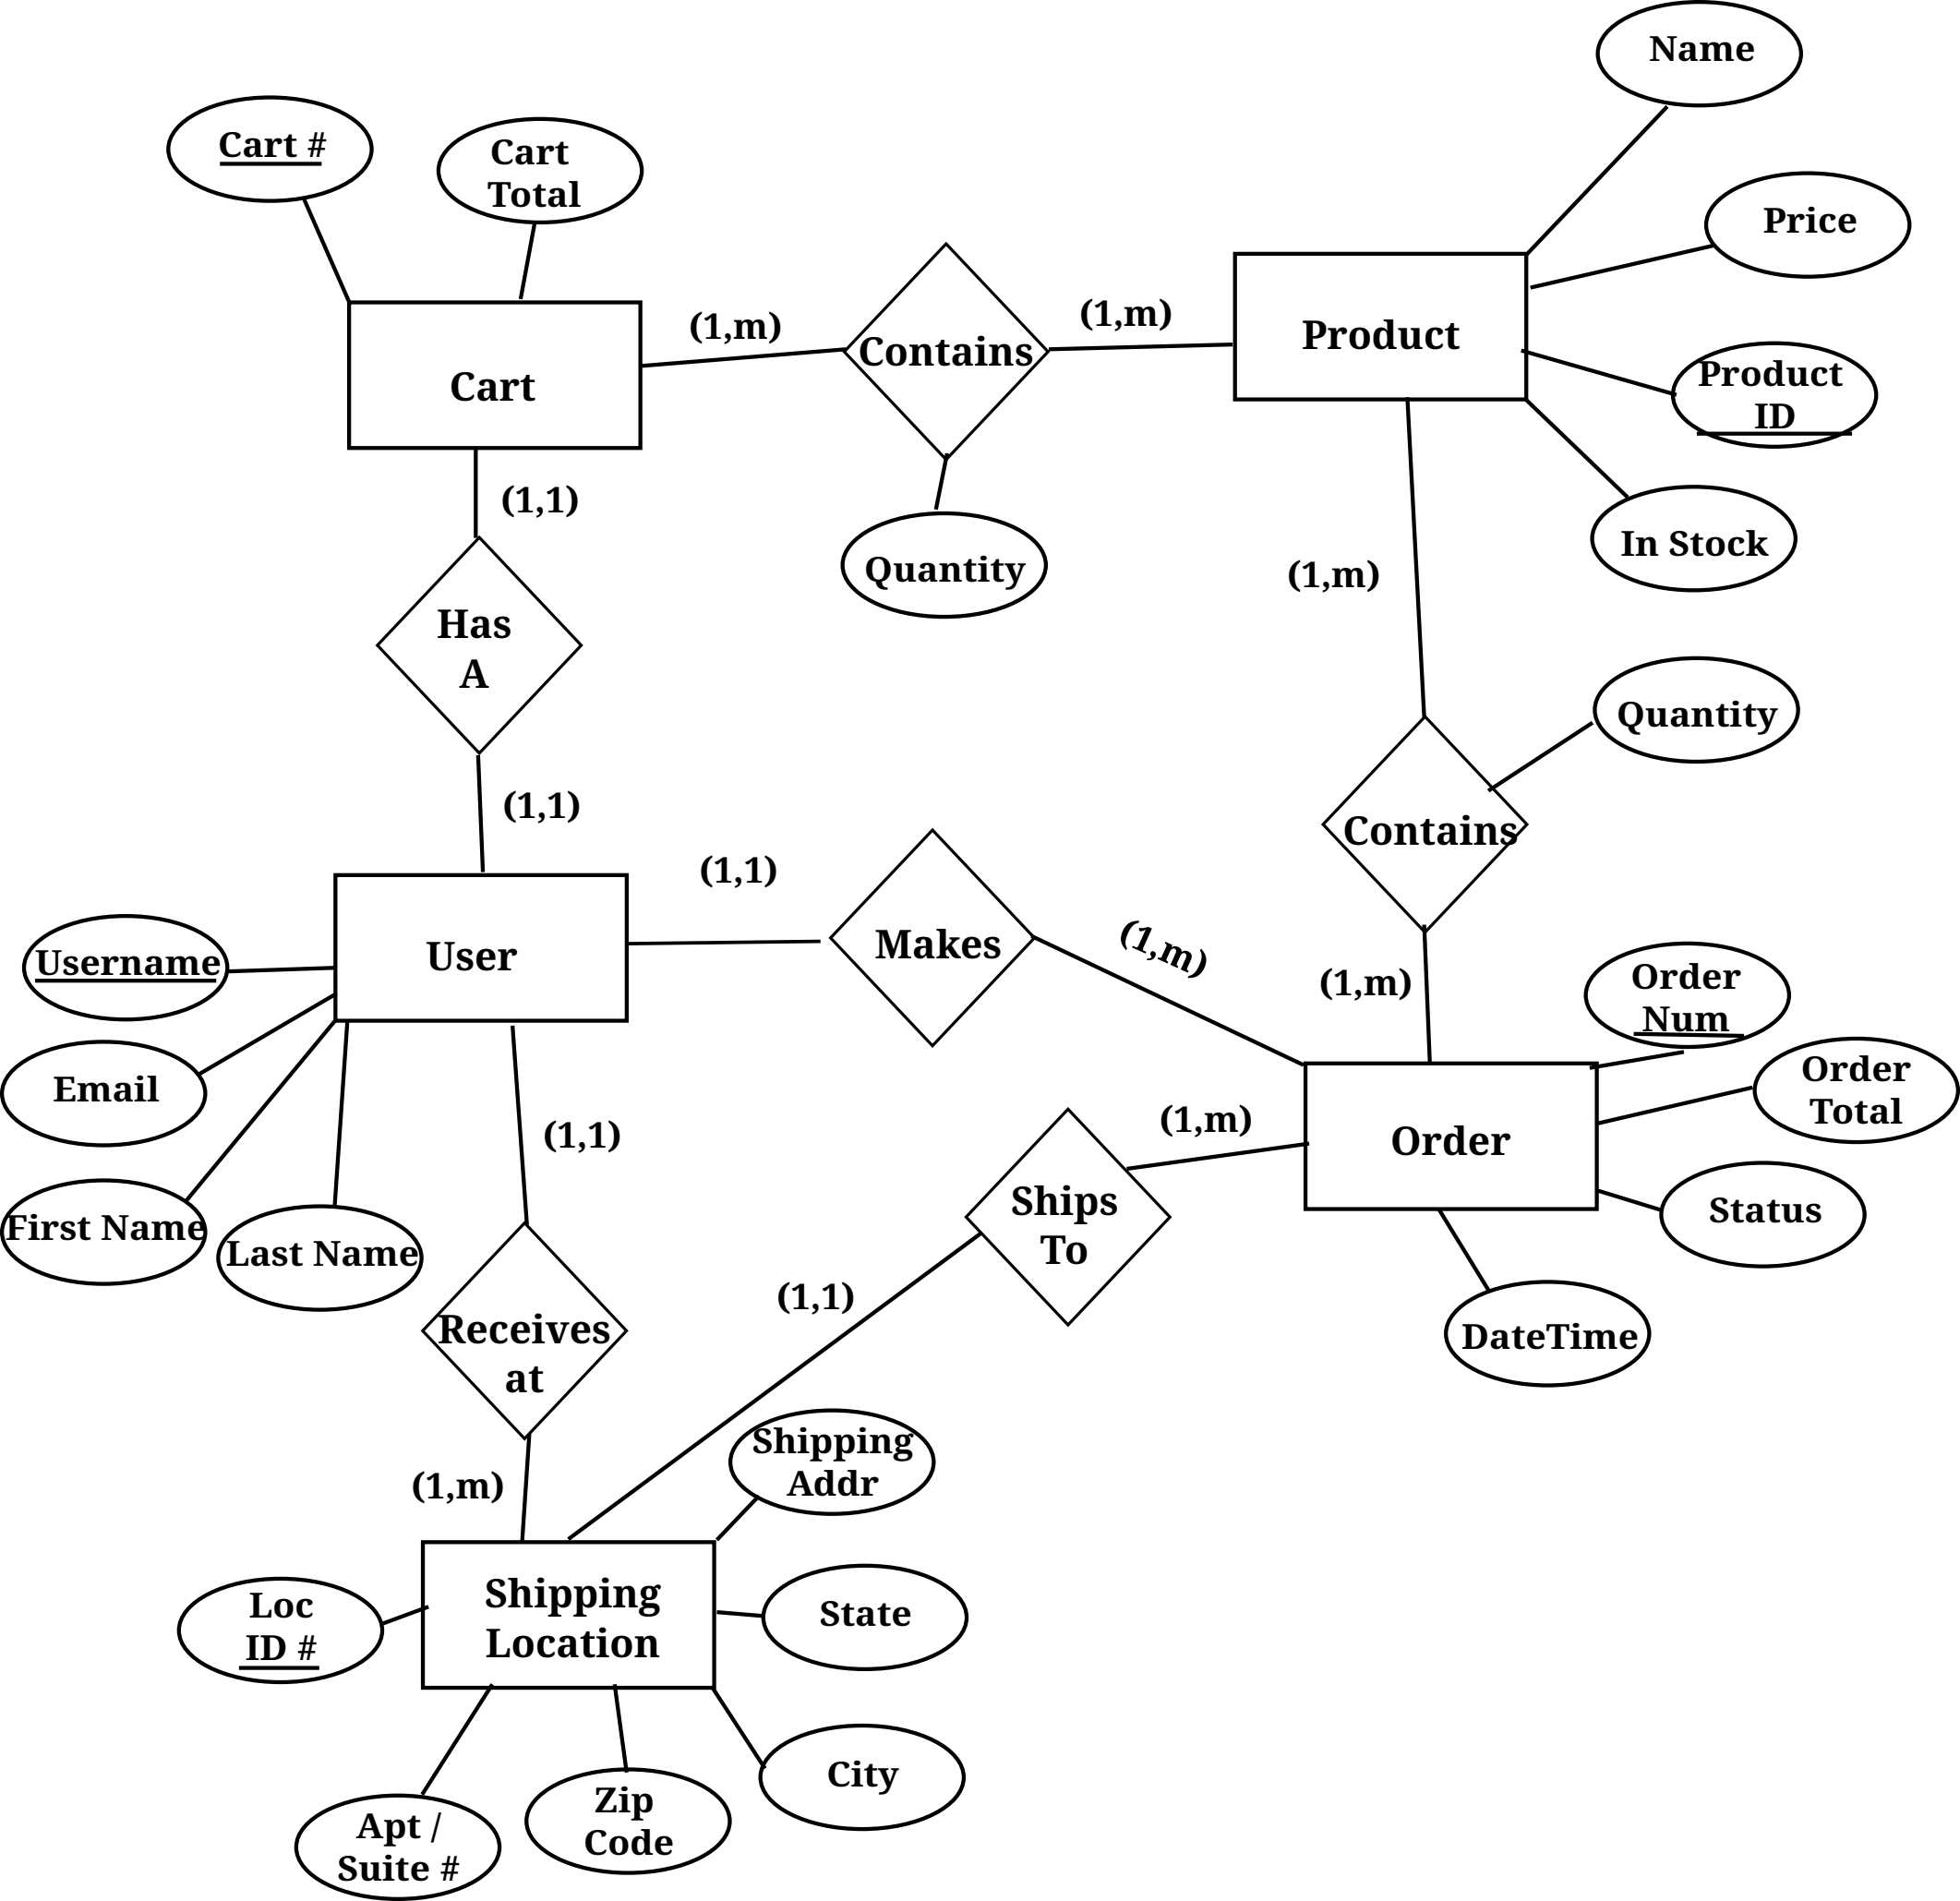 Name
Cart #
Cart
Total
Price
(1,m)
(1,m)
Product
Contains
Cart
Product
ID
(1,1)
In Stock
Quantity
(1,m)
Has
A
Quantity
(1,1)
Contains
(1,1)
Makes
(1,m)
User
Username
(1,m)
Order
Num
Email
Order
Total
(1,1)
(1,m)
Order
Ships
To
Status
First Name
Last Name
(1,1)
Receives
at
DateTime
Shipping
Addr
(1,m)
Shipping
Location
Loc
ID #
State
City
Zip
Code
Apt /
Suite #